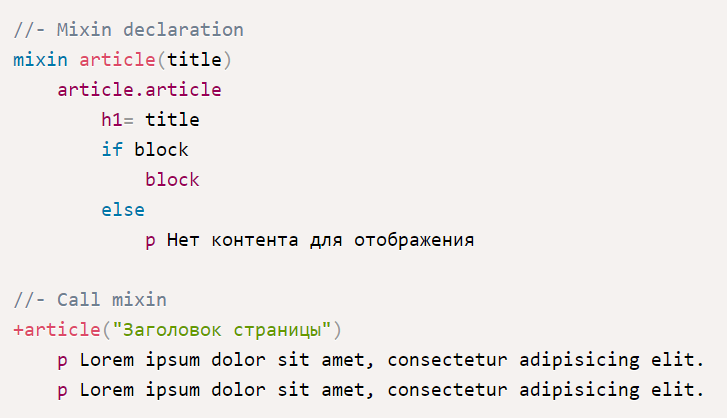 //- Mixin declaration
mixin article(title)
    article.article
        h1= title
        if block
            block
        else
            p Нет контента для отображения

//- Call mixin
+article("Заголовок страницы")
    p Lorem ipsum dolor sit amet, consectetur adipisicing elit.
    p Lorem ipsum dolor sit amet, consectetur adipisicing elit.